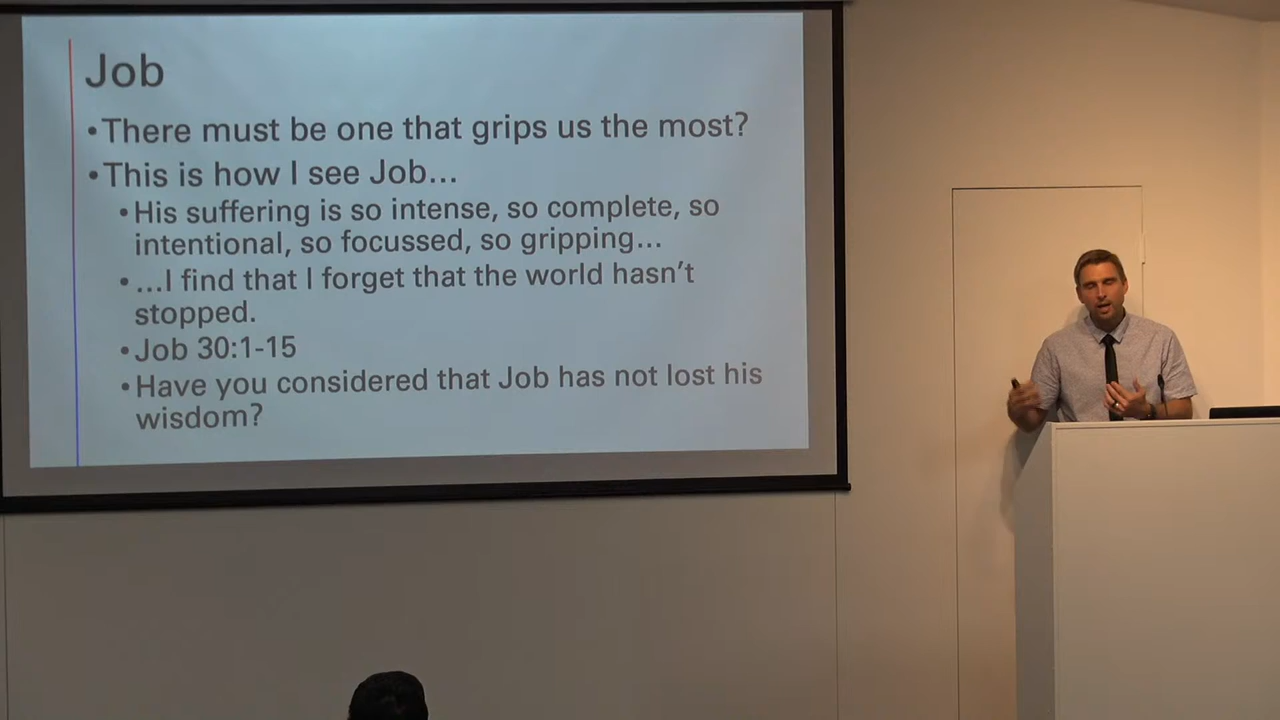 Job
•There must be one that grips us the most?
•This is how I see Job...
•His suffering is so intense, so complete, so
intentional, so focussed, so gripping...
•...I find that I forget that the world hasn't
stopped.
•Job 30:1-15
•Have you considered that Job has not lost his
wisdom?